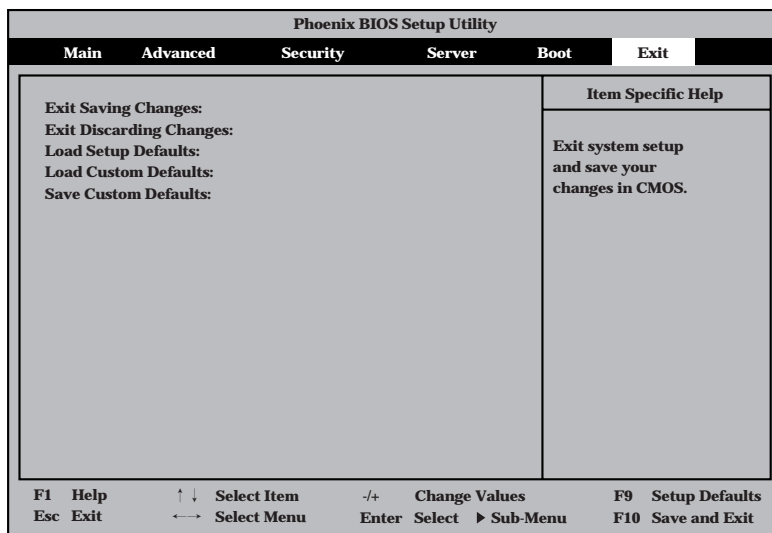 Phoenix BIOS Setup Utility
Main Advanced Security Server Boot Exit
Exit Saving Changes:
Exit Discarding Changes:
Load Setup Defaults:
Load Custom Defaults:
Save Custom Defaults:
Item Specific Help
Exit system setup
and save your
changes in CMOS.
F1 Help ↑ ↓ Select Item -/+ Change Values F9 Setup Defaults
Esc Exit ←→ Select Menu Enter Select ▶ Sub-Menu F10 Save and Exit